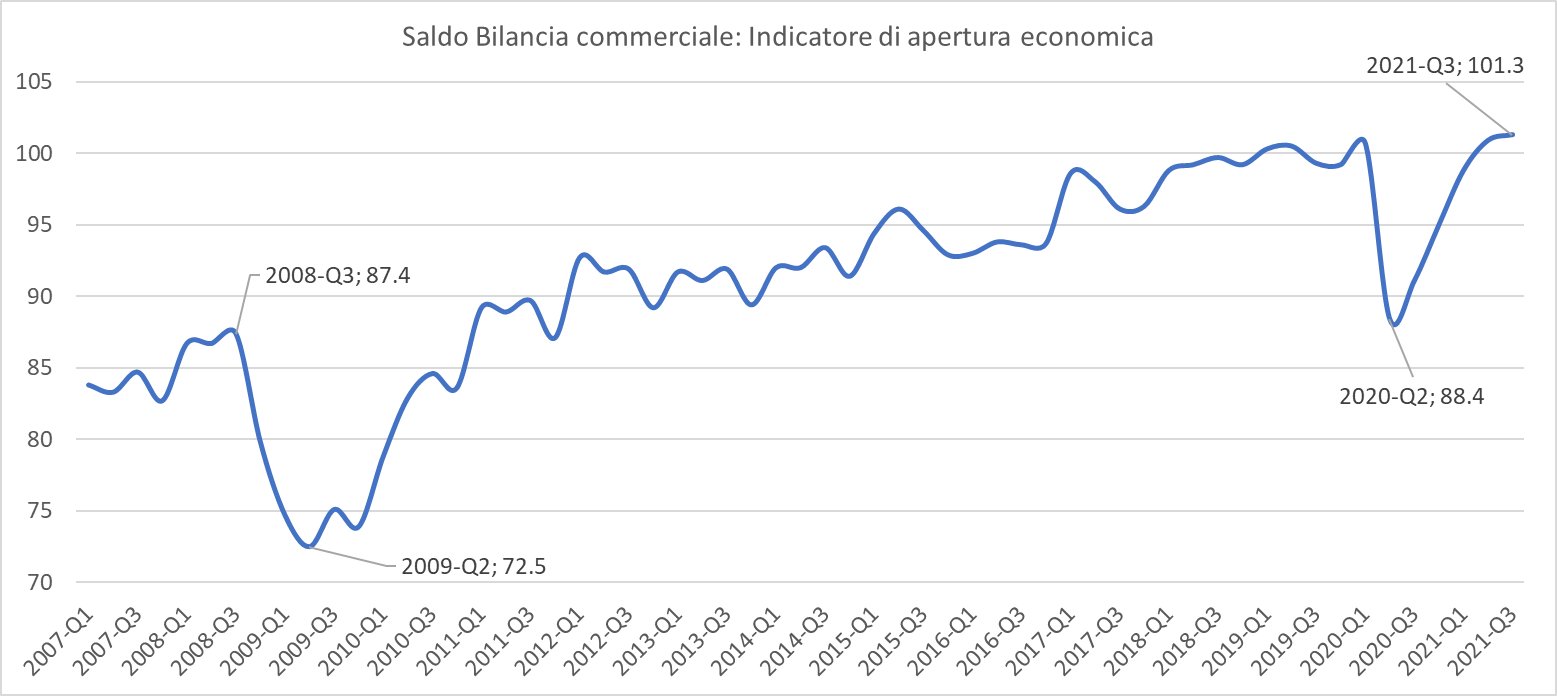 Saldo Bilancia commerciale: Indicatore di apertura economica
2021-Q3; 101.3
105
100
95
2008-Q3; 87.4
90
85
2020-Q2; 88.4
80
75
2009-Q2; 72.5
70
2007-Q1
2007-Q3
2008-Q1
2008-Q3
2009-Q1
2009-Q3
2010-Q1
2010-Q3
2011-Q1
2011-Q3
2012-Q1
2012-Q3
2013-Q1
2013-Q3
2014-Q1
2014-Q3
2015-Q1
2015-Q3
2016-Q1
2016-Q3
2017-Q1
2017-Q3
2018-Q1
2018-Q3
2019-Q1
2019-Q3
2020-Q1
2020-Q3
2021-Q1
2021-Q3